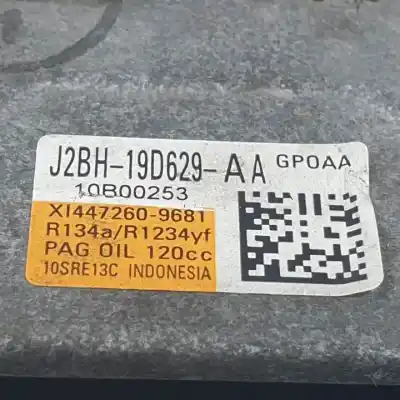 J2BH-19D629-AA GPOAA
10B00253
XI447260-9681
R134a/R1234yf
PAG OIL 120cc
10SRE13C INDONESIA